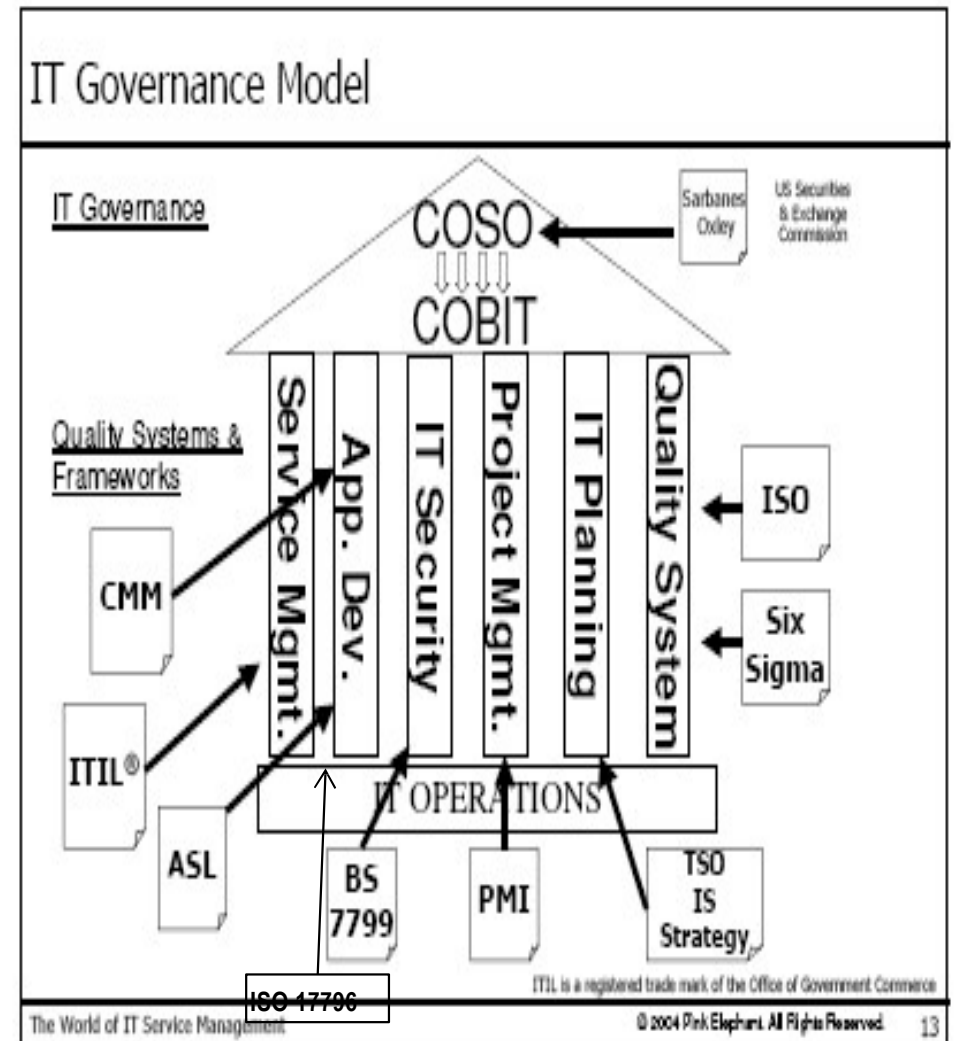 IT Governance Model
IT Governance
COSO
COBIT
Sarbanes
Oxley
US Securities
& Exchange
Commission
Quality Systems &
Frameworks
Service Mgmt.
App. Dev.
IT Security
Project Mgmt.
IT Planning
Quality System
CMM
ITIL®
ASL
ISO
Six
Sigma
IT OPERATIONS
BS
7799
PMI
TSO
IS
Strategy
ISO 17796
ITIL is a registered trade mark of the Office of Government Commerce
The World of IT Service Management
© 2004 Pink Elephant. All Rights Reserved.
13